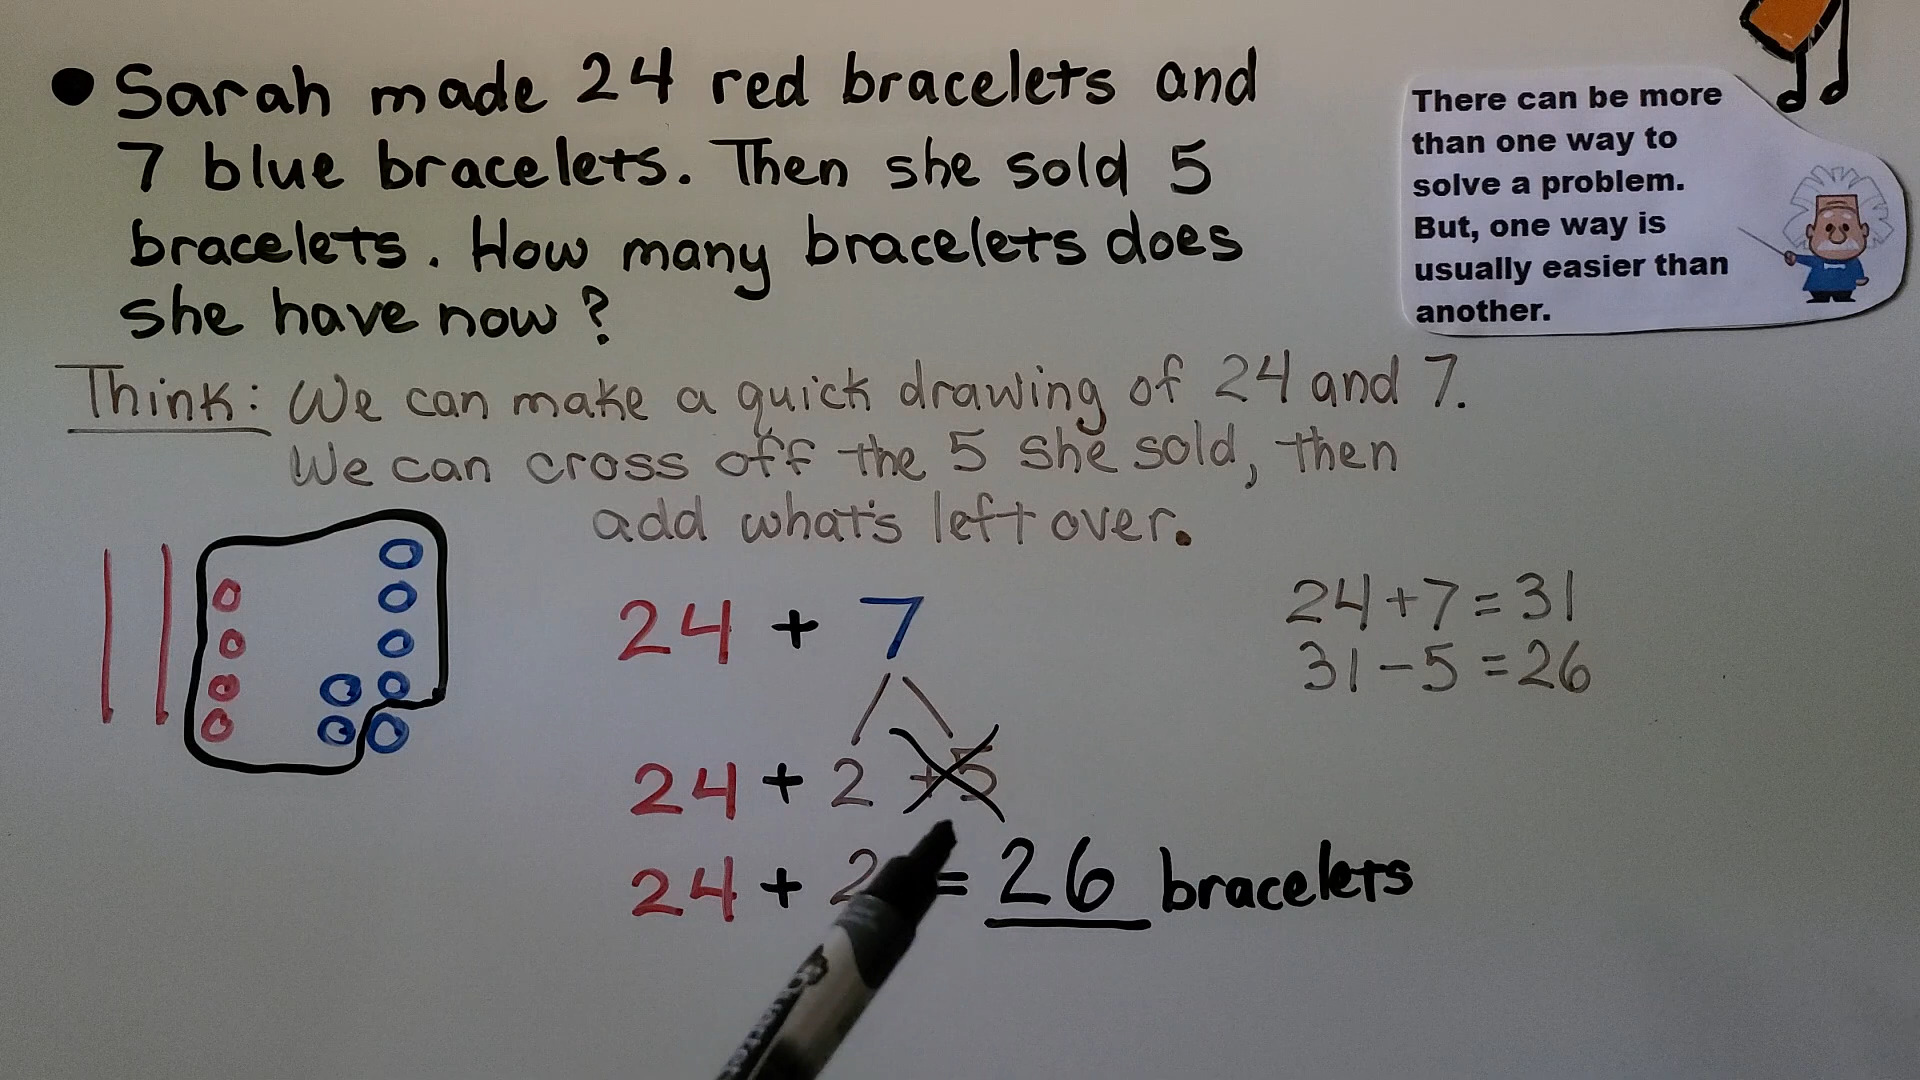 • Sarah made 24 red bracelets and
7 blue bracelets. Then she sold 5
bracelets. How many bracelets does
she have now?
There can be more
than one way to
solve a problem.
But, one way is
usually easier than
another.
Think: We can make a quick drawing of 24 and 7.
We can cross off the 5 she sold, then
add what's left over.
24 + 7
24 + 2 + 5
24 + 2 = 26 bracelets
24 + 7 = 31
31 - 5 = 26